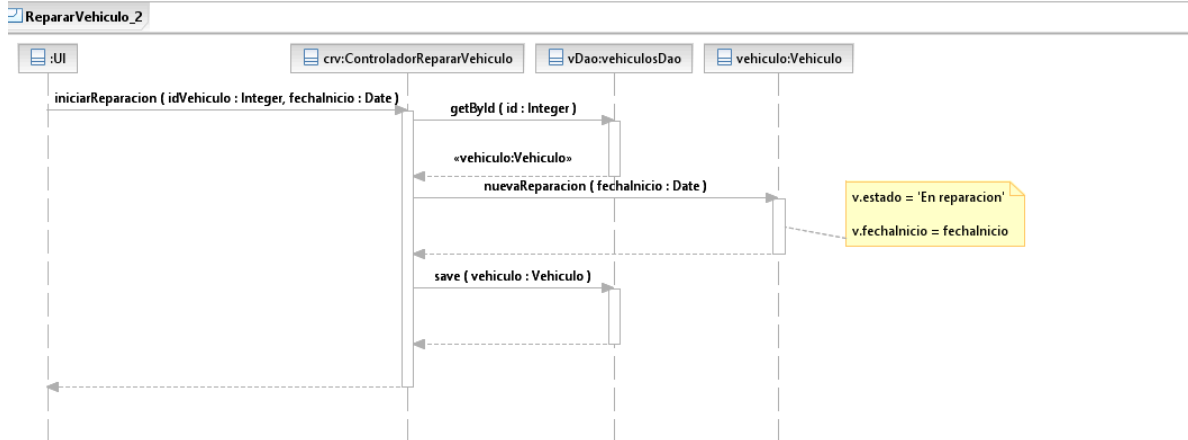 RepararVehiculo_2
:UI
crv:ControladorRepararVehiculo
vDao:vehiculosDao
vehiculo:Vehiculo
iniciarReparacion ( idVehiculo : Integer, fechaInicio : Date )
getById ( id : Integer )
«vehiculo:Vehiculo»
nuevaReparacion ( fechaInicio : Date )
v.estado = 'En reparacion'
v.fechaInicio = fechaInicio
save ( vehiculo : Vehiculo )